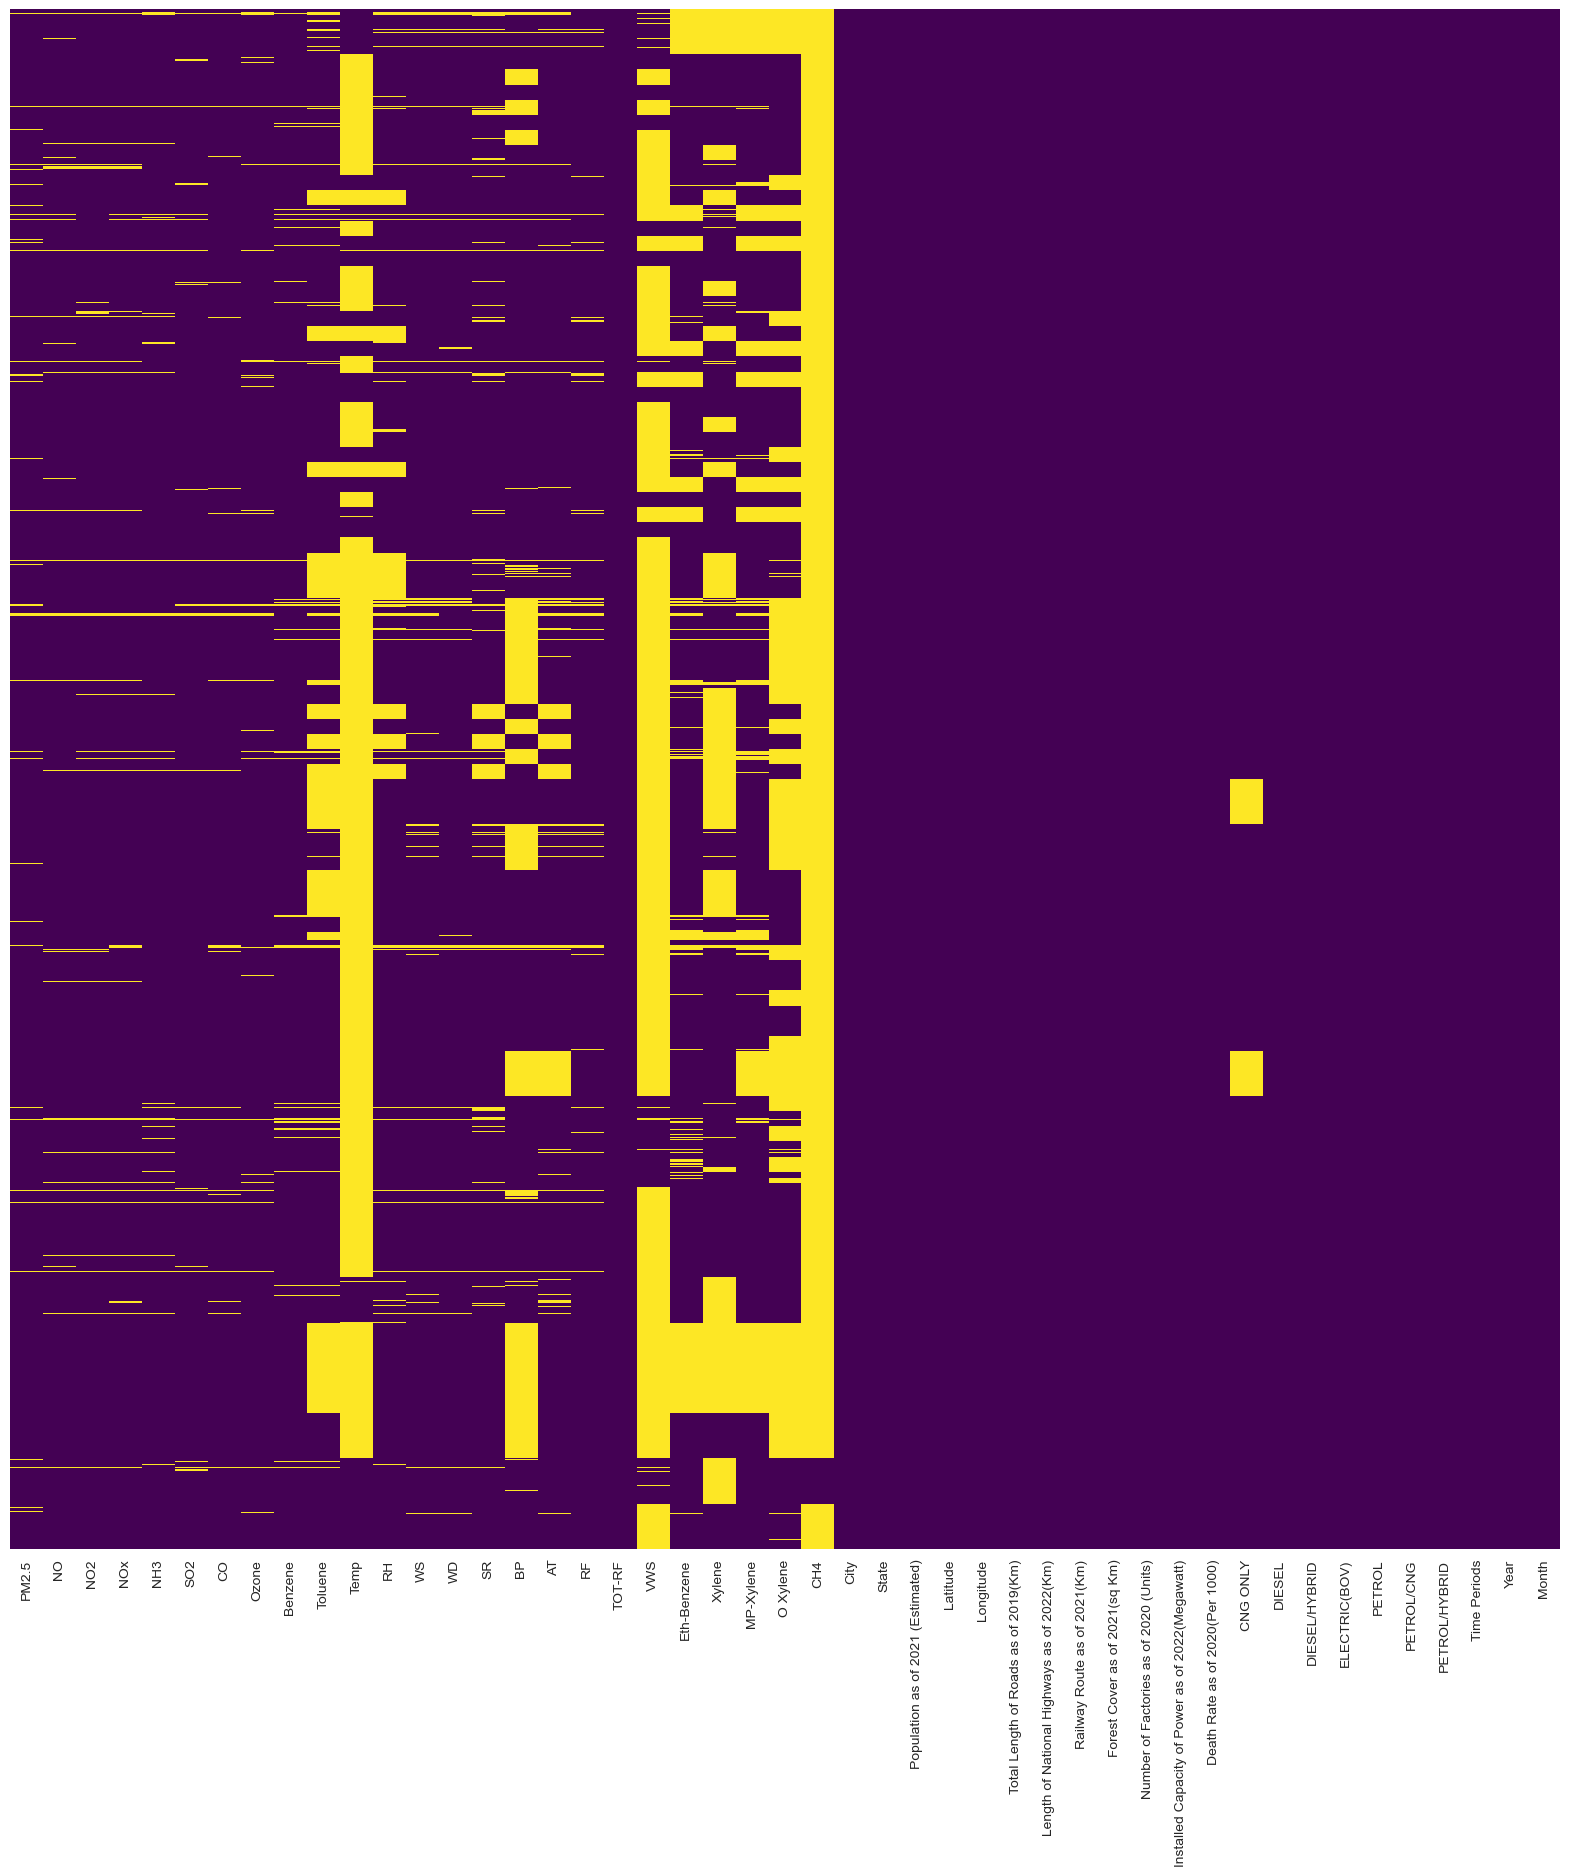 PM2.5
NO
NO2
NOx
NH3
SO2
CO
Ozone
Benzene
Toluene
Temp
RH
WS
WD
SR
BP
AT
RF
TOT-RF
VWS
Eth-Benzene
Xylene
MP-Xylene
O Xylene
CH4
City
State
Population as of 2021 (Estimated)
Latitude
Longitude
Total Length of Roads as of 2019(Km)
Length of National Highways as of 2022(Km)
Railway Route as of 2021(Km)
Forest Cover as of 2021(sq Km)
Number of Factories as of 2020 (Units)
Installed Capacity of Power as of 2022(Megawatt)
Death Rate as of 2020(Per 1000)
CNG ONLY
DIESEL
DIESEL/HYBRID
ELECTRIC(BOV)
PETROL
PETROL/CNG
PETROL/HYBRID
Time Periods
Year
Month